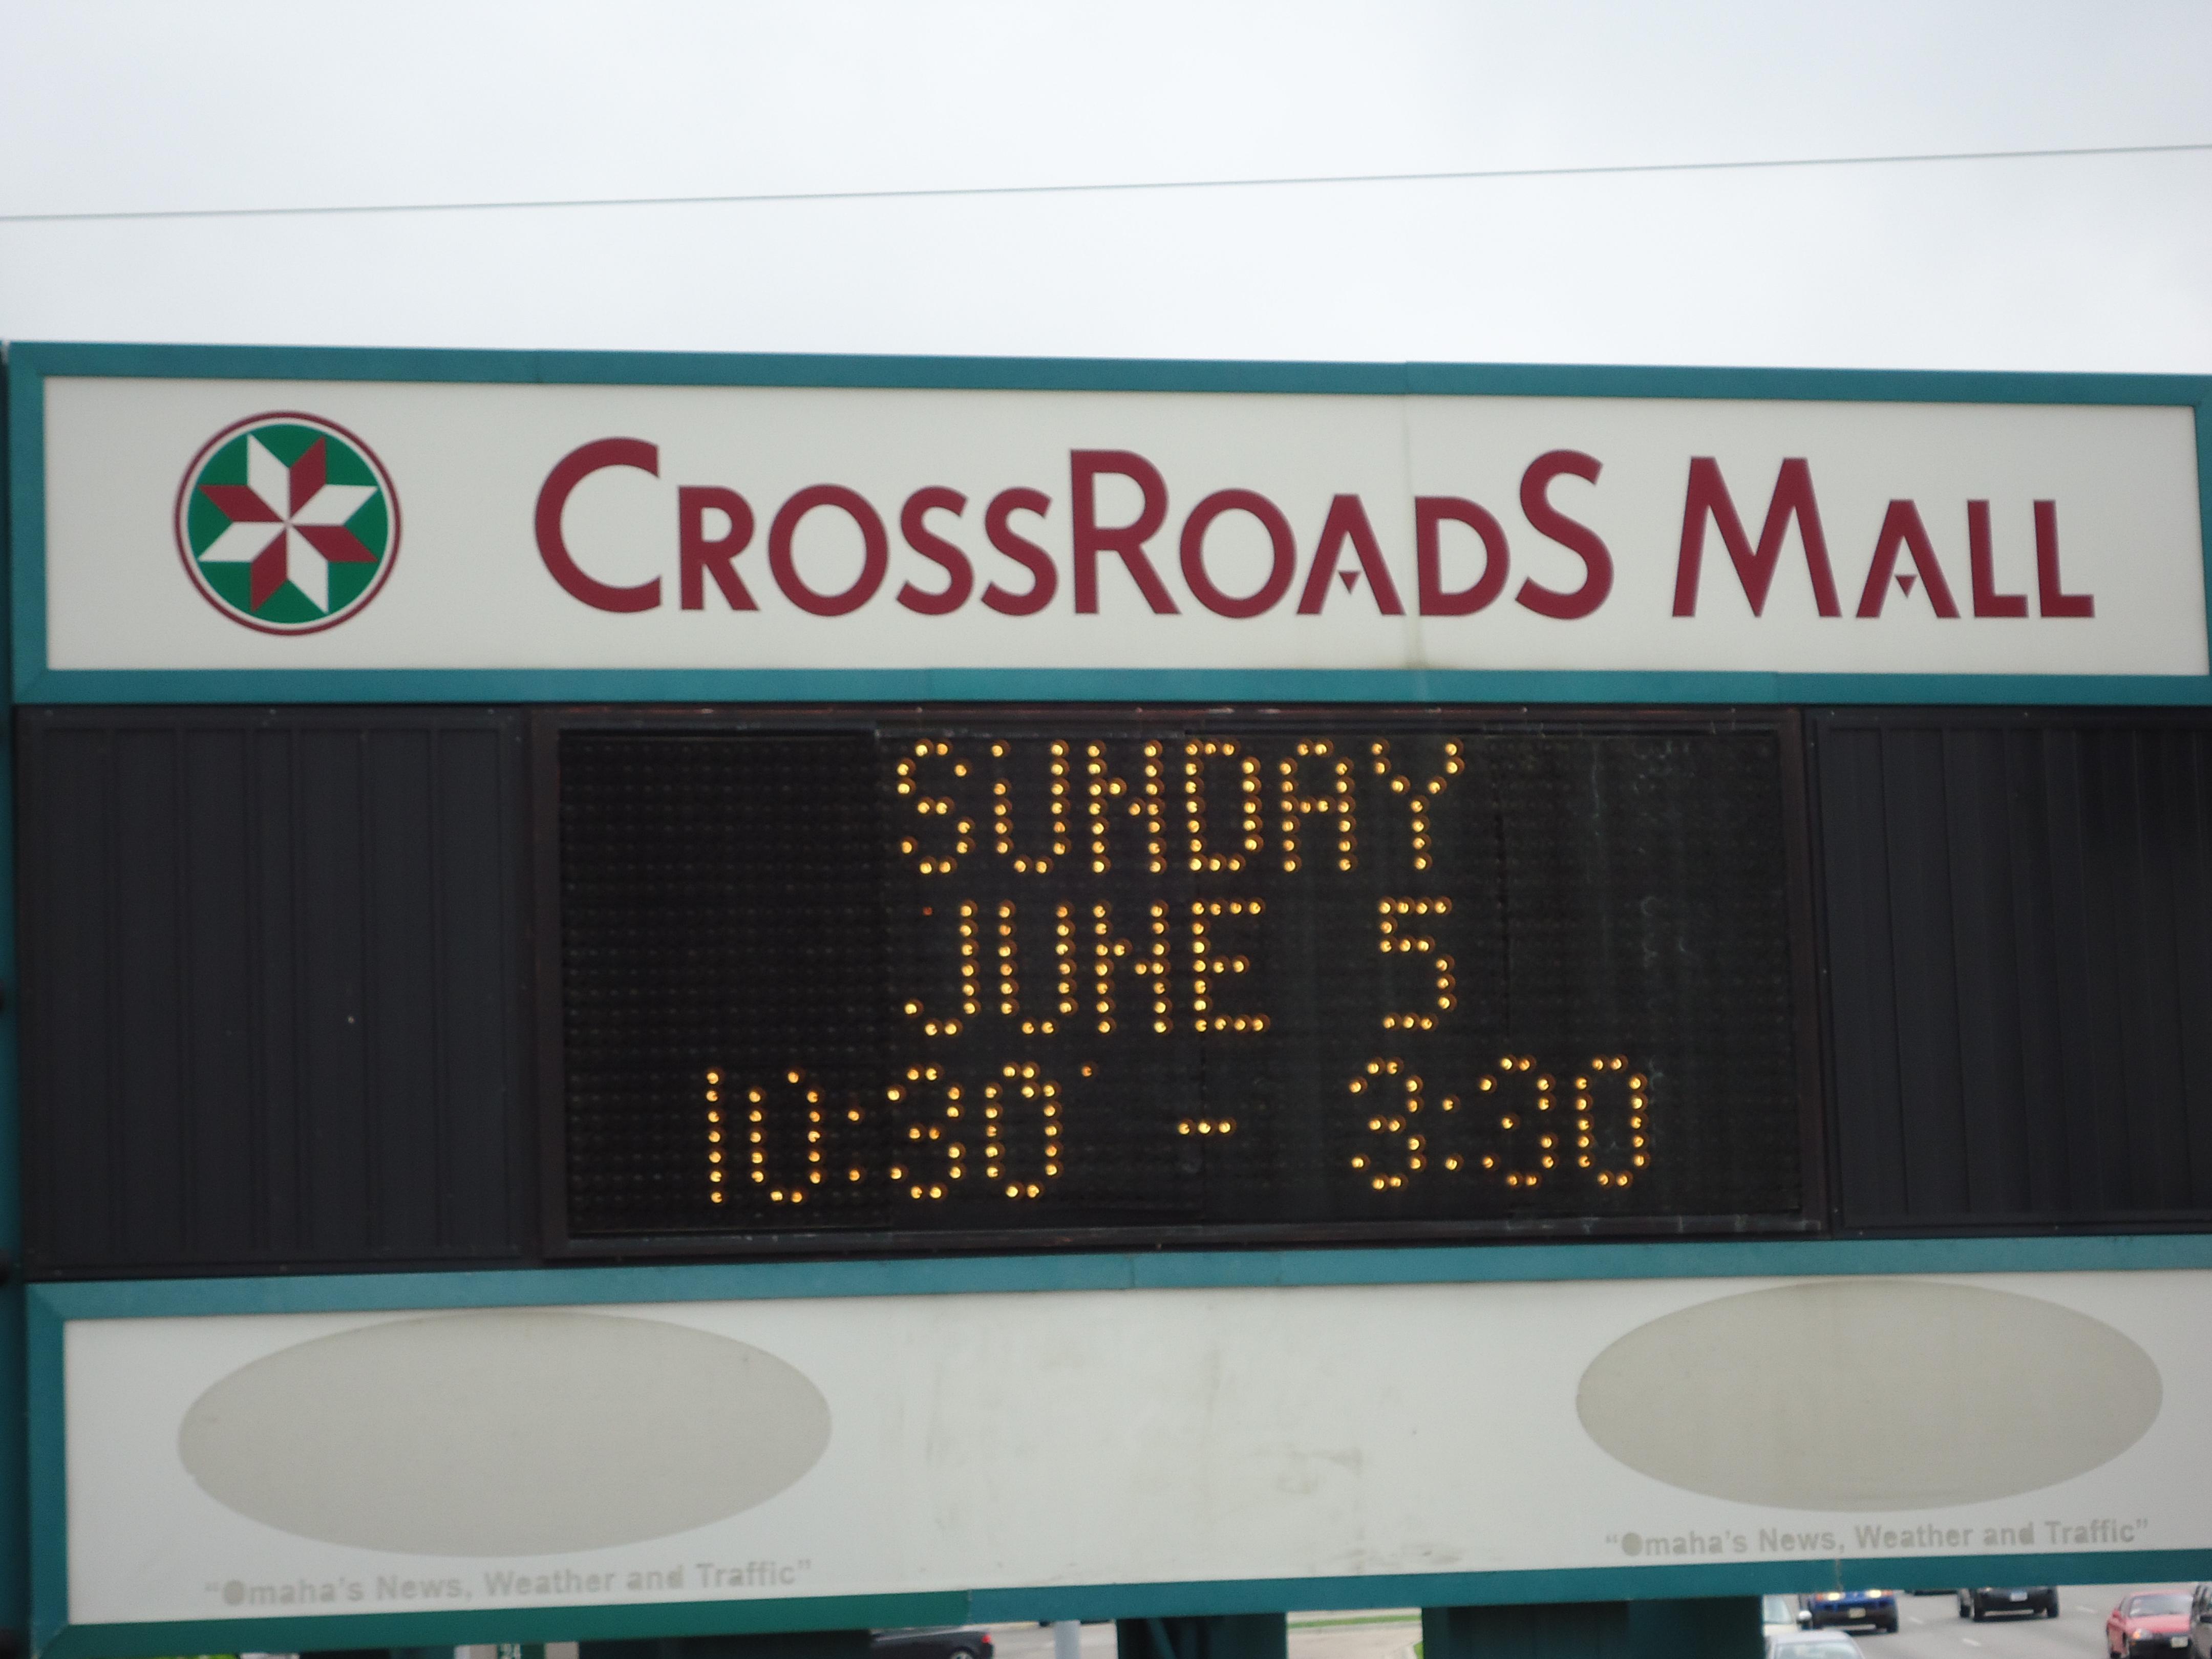 CROSSROADS MALL
SUNDAY
JUNE 5
10:30 - 3:30
"Omaha's News, Weather and Traffic"
"Omaha's News, Weather and Traffic"
24